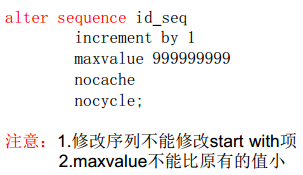 alter sequence id_seq
increment by 1
maxvalue 999999999
nocache
nocycle;
注意：1.修改序列不能修改start with项
2.maxvalue不能比原有的值小